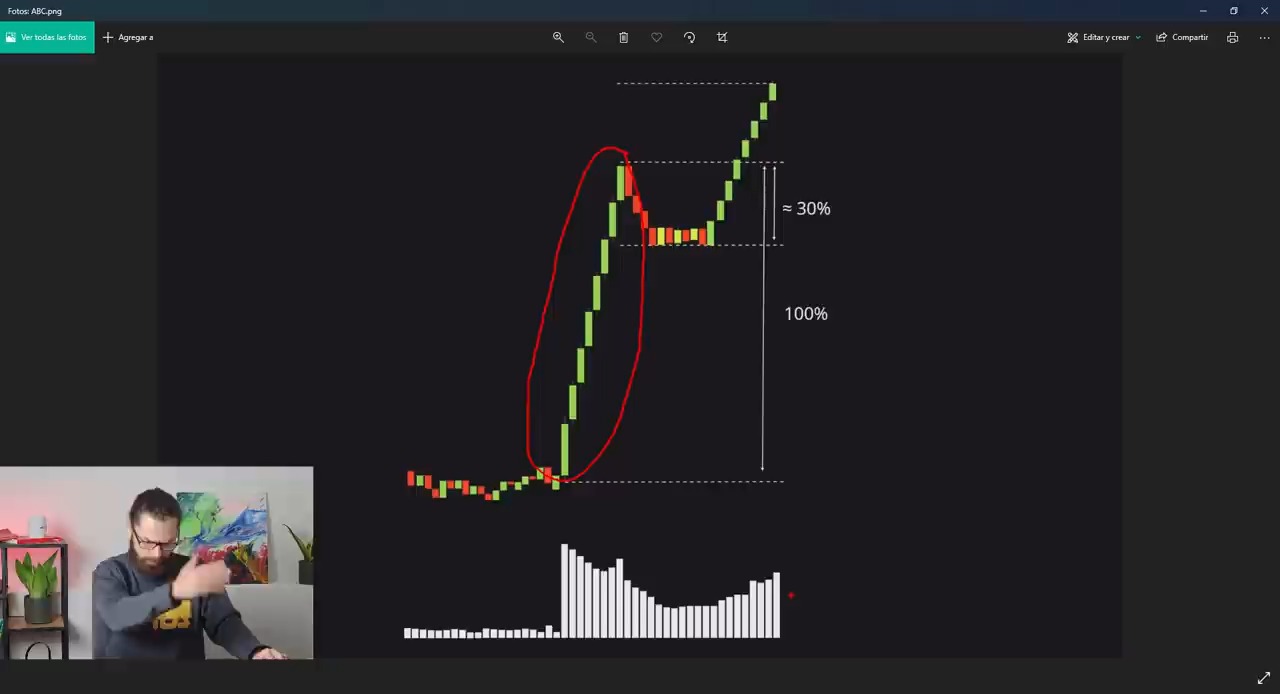 Fotos: ABC.png
Ver todas las fotos
Agregar a
Editar y crear
Compartir
≈ 30%
100%